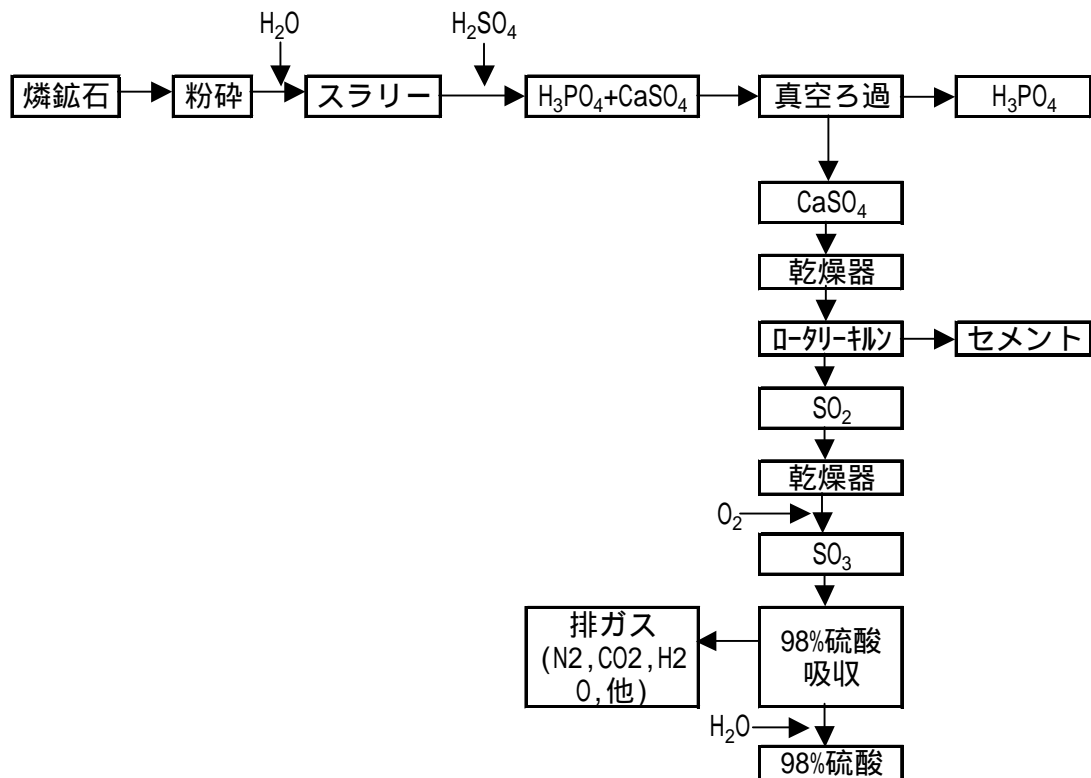 H₂O
H₂SO₄
燐鉱石
粉砕
スラリー
H₃PO₄+CaSO₄
真空ろ過
H₃PO₄
CaSO₄
乾燥器
ﾛｰﾀﾘｰｷﾙﾝ
セメント
SO₂
乾燥器
O₂
SO₃
排ガス
(N2,CO2,H2
O,他)
98%硫酸
吸収
H₂O
98%硫酸